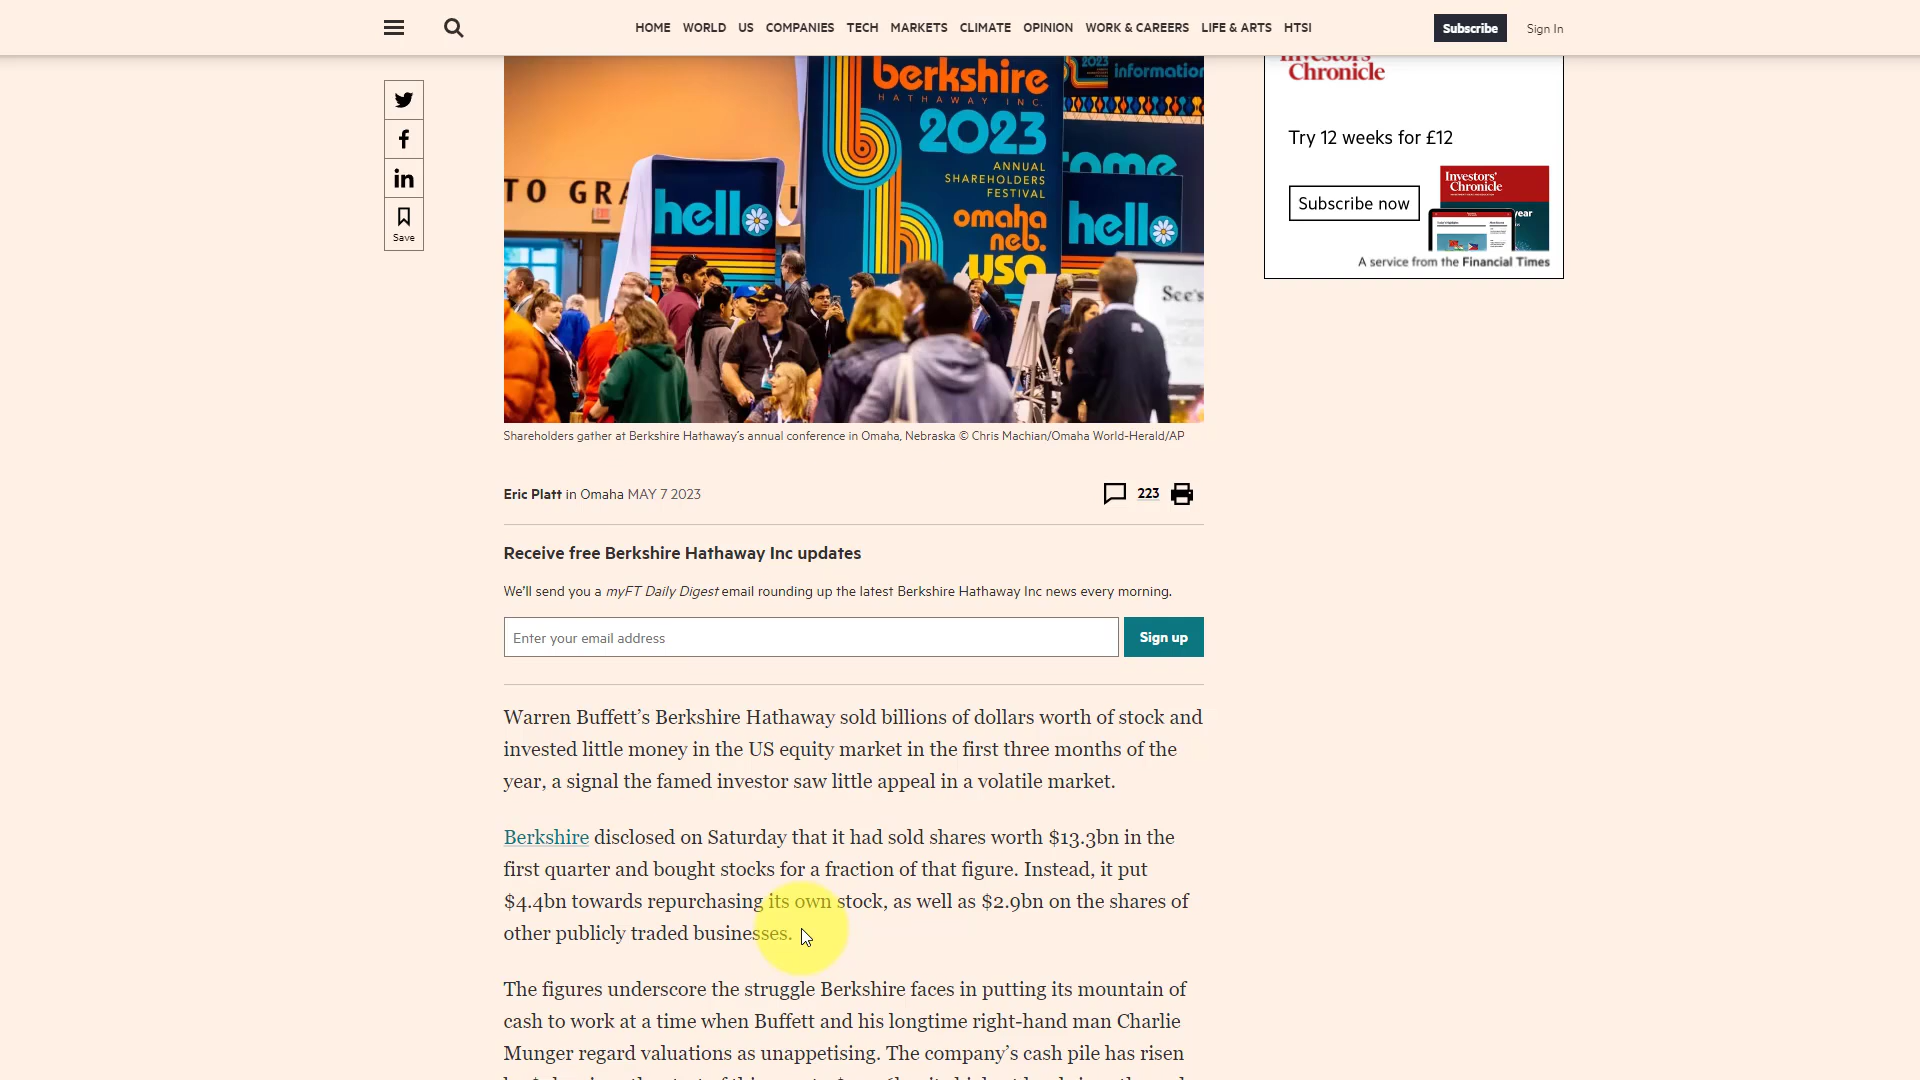 HOME WORLD US COMPANIES TECH MARKETS CLIMATE OPINION WORK & CAREERS LIFE & ARTS HTSI
Subscribe
Sign In
Save
berkshire
HATHAWAY INC.
2023
ANNUAL
SHAREHOLDERS
FESTIVAL
omaha
neb.
USA
2023
information
TO GRA
hello
hello
See's
Investors'
Chronicle
Try 12 weeks for £12
Subscribe now
Investors'
Chronicle
year
A service from the Financial Times
Shareholders gather at Berkshire Hathaway's annual conference in Omaha, Nebraska © Chris Machian/Omaha World-Herald/AP
Eric Platt in Omaha MAY 7 2023
223
Receive free Berkshire Hathaway Inc updates
We'll send you a myFT Daily Digest email rounding up the latest Berkshire Hathaway Inc news every morning.
Enter your email address
Sign up
Warren Buffett's Berkshire Hathaway sold billions of dollars worth of stock and
invested little money in the US equity market in the first three months of the
year, a signal the famed investor saw little appeal in a volatile market.
Berkshire disclosed on Saturday that it had sold shares worth $13.3bn in the
first quarter and bought stocks for a fraction of that figure. Instead, it put
$4.4bn towards repurchasing its own stock, as well as $2.9bn on the shares of
other publicly traded businesses.
The figures underscore the struggle Berkshire faces in putting its mountain of
cash to work at a time when Buffett and his longtime right-hand man Charlie
Munger regard valuations as unappetising. The company's cash pile has risen